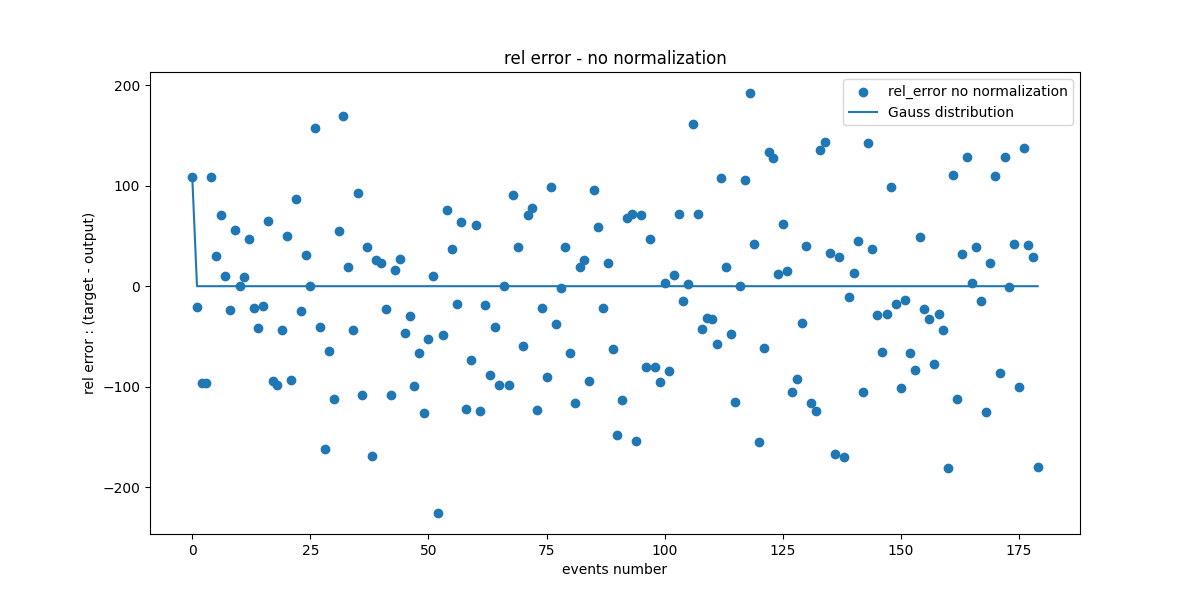 rel error - no normalization
rel_error no normalization
Gauss distribution
rel error : (target - output)
200
100
0
−100
−200
0 25 50 75 100 125 150 175
events number